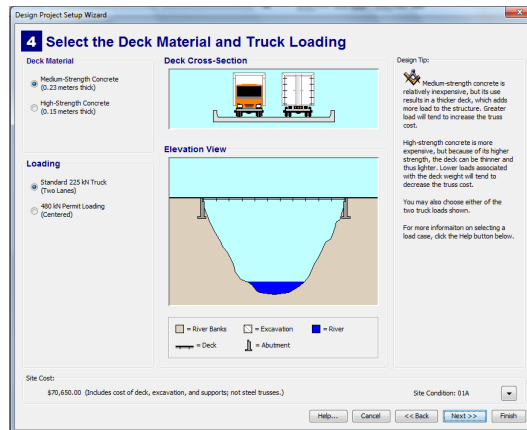 Design Project Setup Wizard
4 Select the Deck Material and Truck Loading
Deck Material
Medium-Strength Concrete
(0.23 meters thick)
High-Strength Concrete
(0.15 meters thick)
Loading
Standard 225 kN Truck
(Two Lanes)
480 kN Permit Loading
(Centered)
Deck Cross-Section
Elevation View
= River Banks
= Excavation
= River
= Deck
= Abutment
Design Tip:
Medium-strength concrete is
relatively inexpensive, but its use
results in a thicker deck, which adds
more load to the structure. Greater
load will tend to increase the truss
cost.
High-strength concrete is more
expensive, but because of its higher
strength, the deck can be thinner and
thus lighter. Lower loads associated
with the deck weight will tend to
decrease the truss cost.
You may also choose either of the
two truck loads shown.
For more informaiton on selecting a
load case, click the Help button below.
Site Cost:
$70,650.00 (Includes cost of deck, excavation, and supports; not steel trusses.)
Site Condition: 01A
Help...
Cancel
<< Back
Next >>
Finish